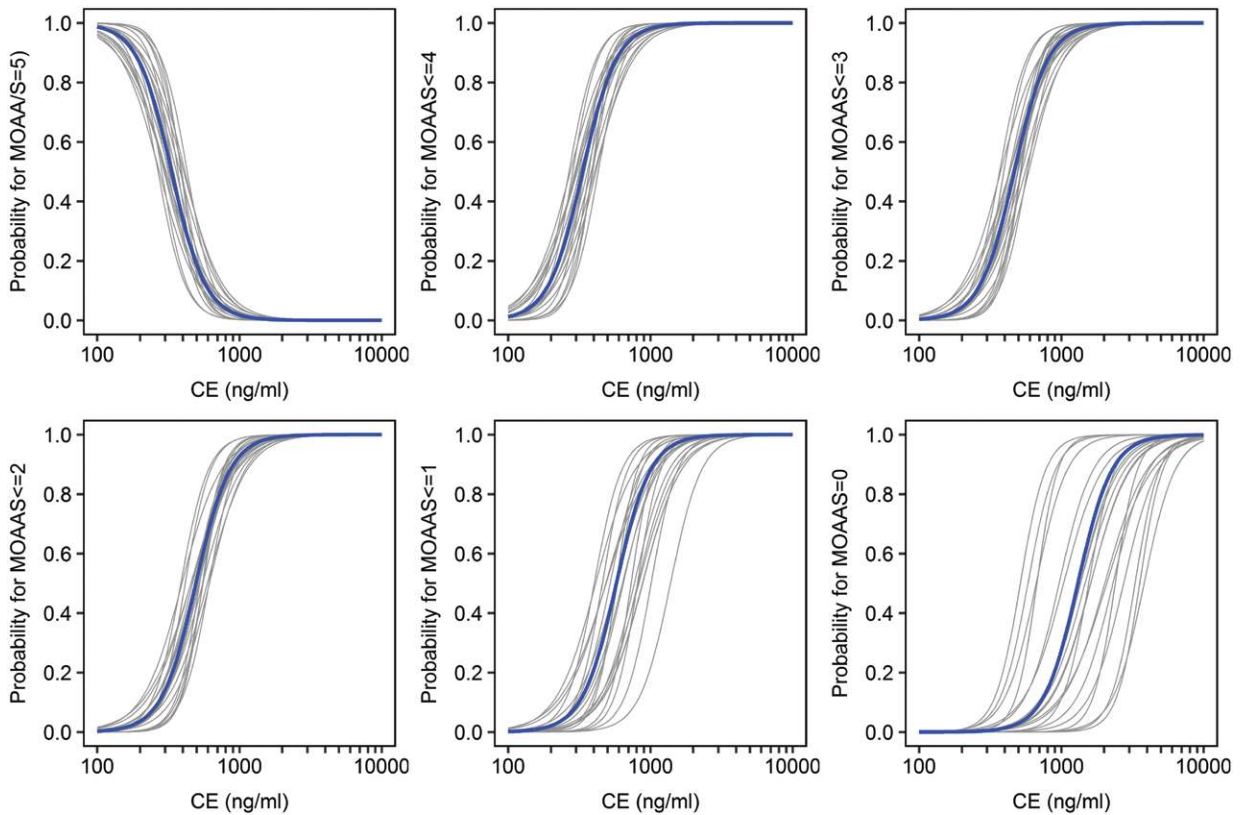 Probability for MOAA/S=5)
1.0
0.8
0.6
0.4
0.2
0.0
100 1000 10000
CE (ng/ml)
Probability for MOAAS<=4
1.0
0.8
0.6
0.4
0.2
0.0
100 1000 10000
CE (ng/ml)
Probability for MOAAS<=3
1.0
0.8
0.6
0.4
0.2
0.0
100 1000 10000
CE (ng/ml)
Probability for MOAAS<=2
1.0
0.8
0.6
0.4
0.2
0.0
100 1000 10000
CE (ng/ml)
Probability for MOAAS<=1
1.0
0.8
0.6
0.4
0.2
0.0
100 1000 10000
CE (ng/ml)
Probability for MOAAS=0
1.0
0.8
0.6
0.4
0.2
0.0
100 1000 10000
CE (ng/ml)